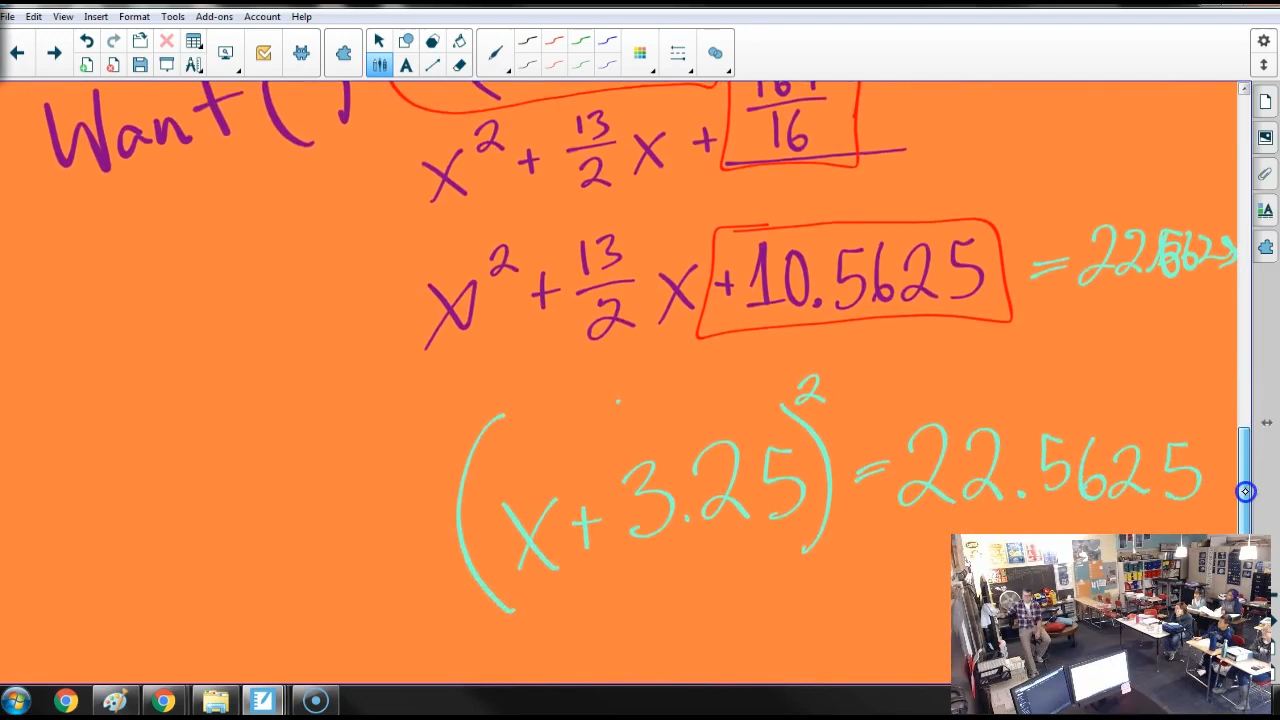 File Edit View Insert Format Tools Add-ons Account Help
Want (
x² + 13/2 x + 16
x² + 13/2 x + 10.5625 = 22.5625
(x + 3.25)² = 22.5625